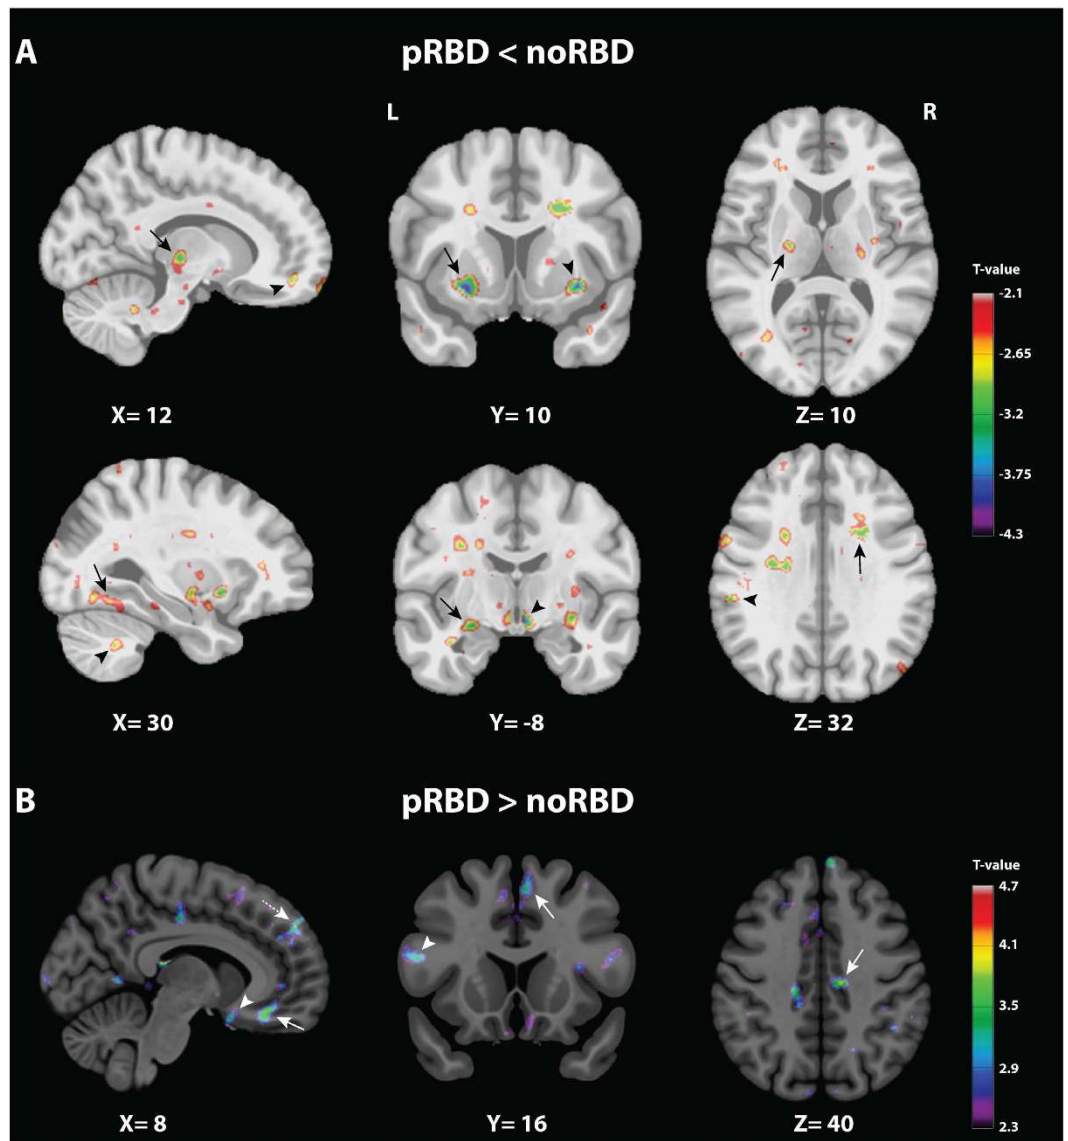 A
pRBD < noRBD
L
R
X= 12
Y= 10
Z= 10
T-value
-2.1
-2.65
-3.2
-3.75
-4.3
X= 30
Y= -8
Z= 32
B
pRBD > noRBD
T-value
4.7
4.1
3.5
2.9
2.3
X= 8
Y= 16
Z= 40